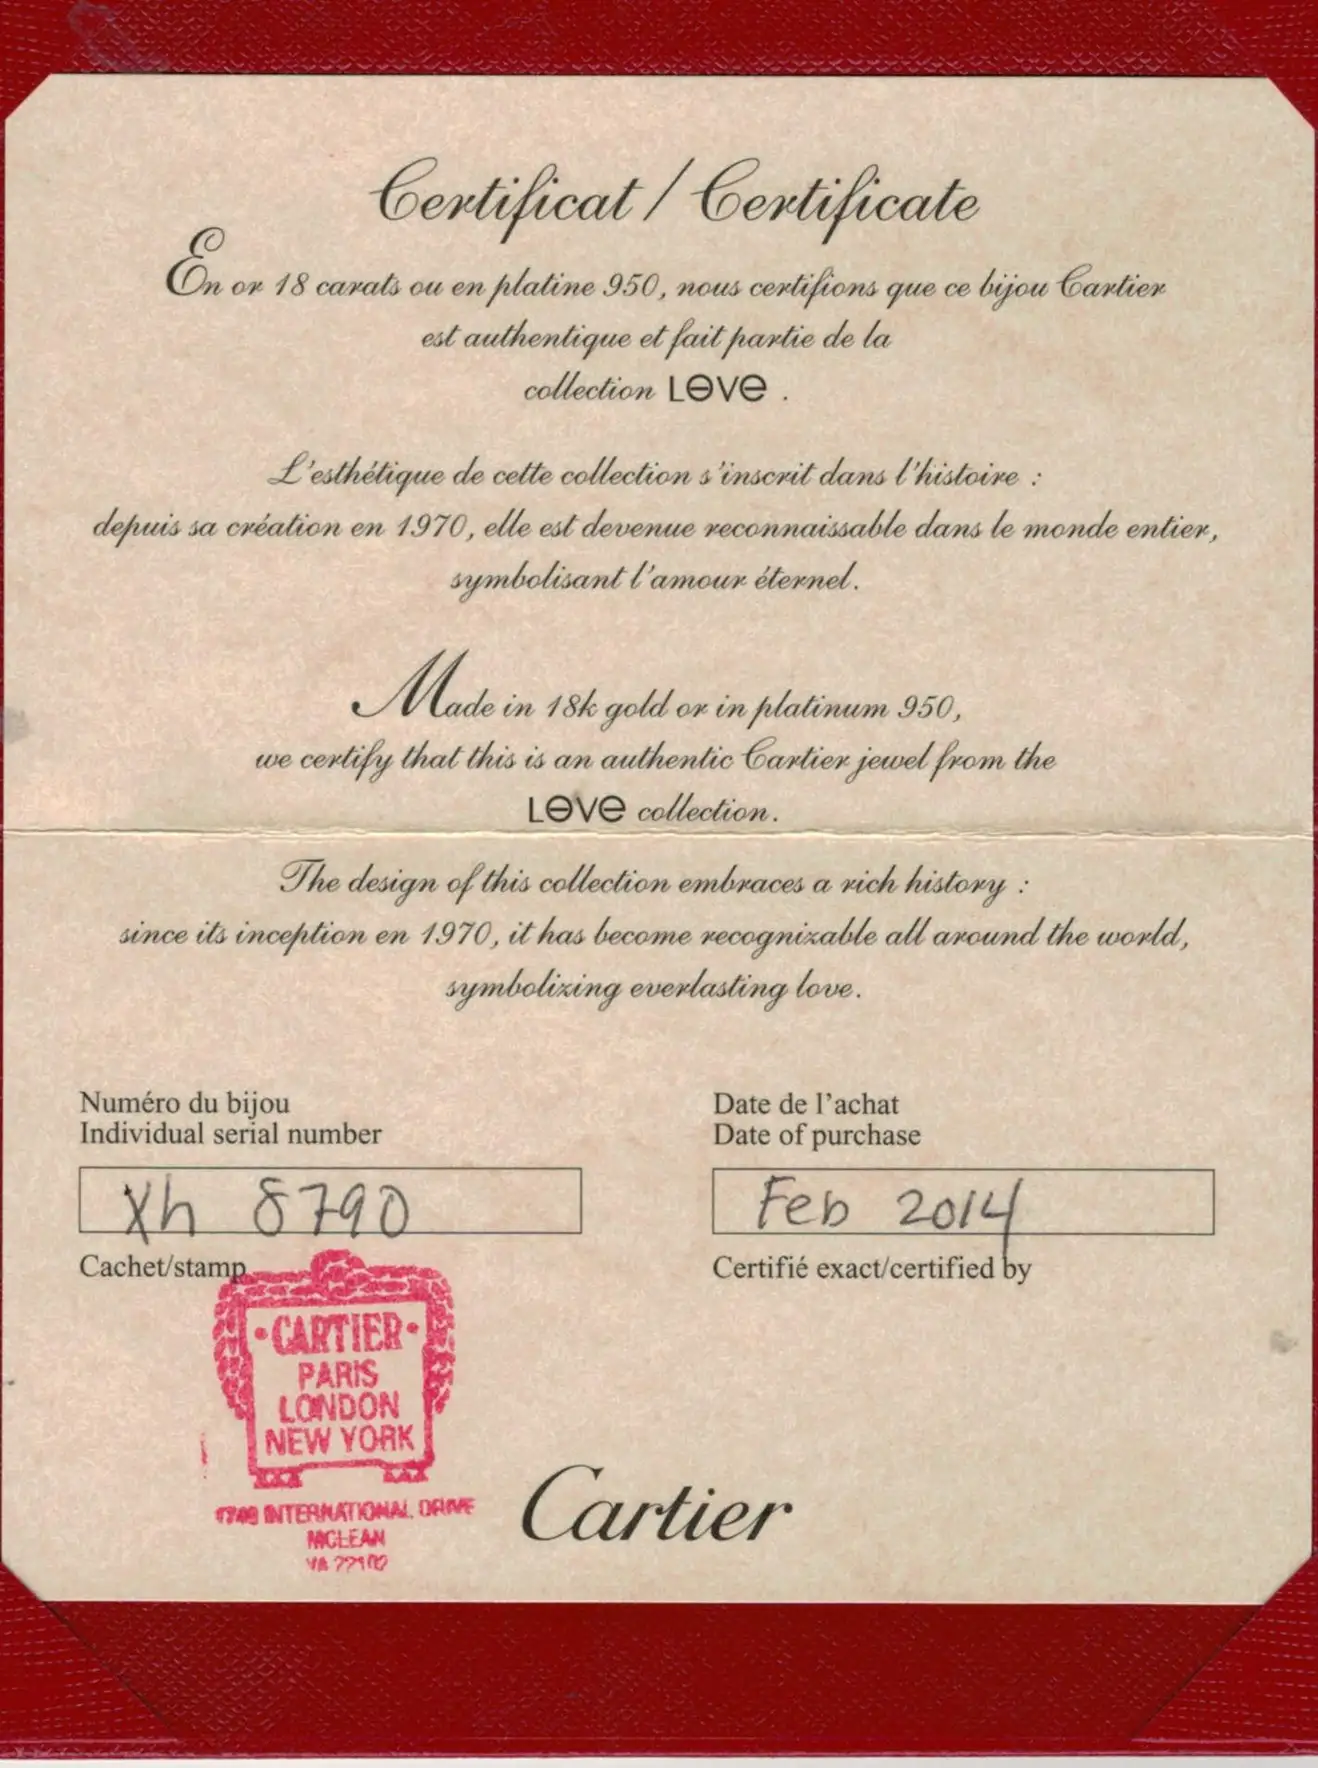 Certificat / Certificate
En or 18 carats ou en platine 950, nous certifions que ce bijou Cartier
est authentique et fait partie de la
collection LOVE .
L'esthétique de cette collection s'inscrit dans l'histoire :
depuis sa création en 1970, elle est devenue reconnaissable dans le monde entier,
symbolisant l'amour éternel.
Made in 18k gold or in platinum 950,
we certify that this is an authentic Cartier jewel from the
LOVE collection.
The design of this collection embraces a rich history :
since its inception en 1970, it has become recognizable all around the world,
symbolizing everlasting love.
Numéro du bijou
Individual serial number
Xh 8790
Date de l'achat
Date of purchase
Feb 2014
Cachet/stamp
Certifié exact/certified by
•CARTIER•
PARIS
LONDON
NEW YORK
INTERNATIONAL DRIVE
MCLEAN
VA 22102
Cartier